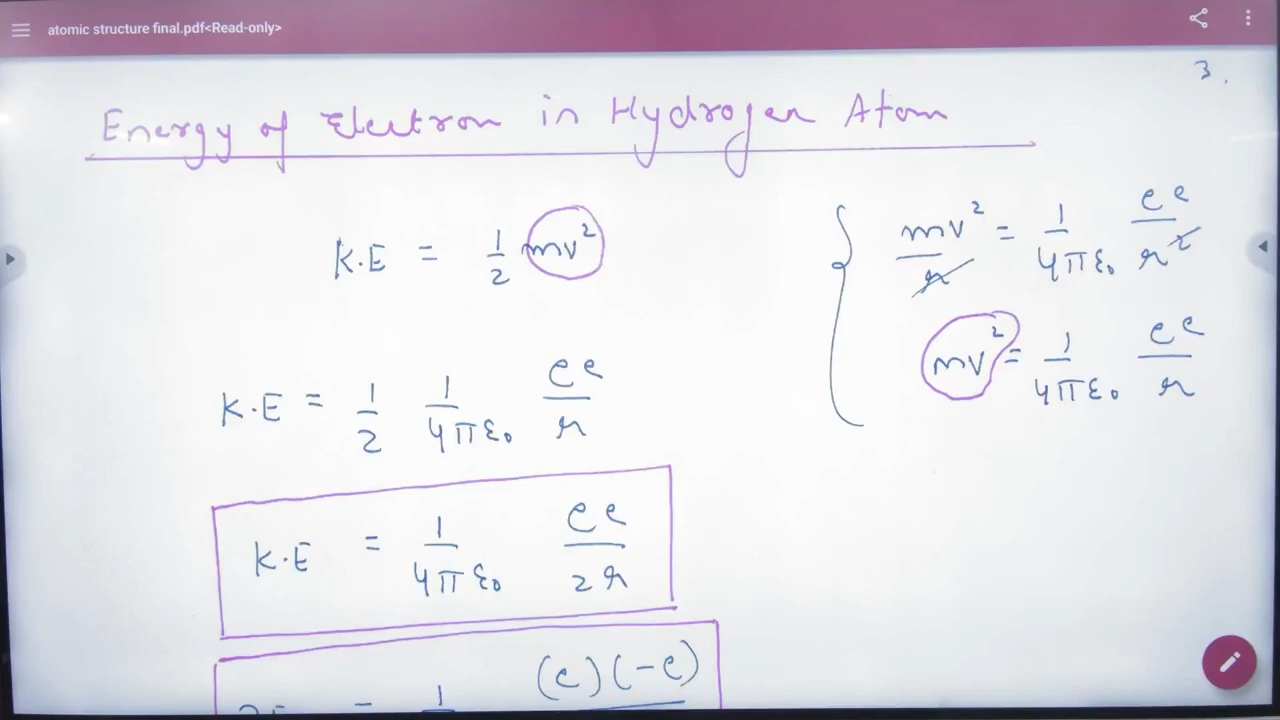 atomic structure final.pdf<Read-only>
3.
Energy of Electron in Hydrogen Atom
K.E = 1/2 mv²
mv²/r = 1/4πε₀ ee/r²
mv² = 1/4πε₀ ee/r
K.E = 1/2 1/4πε₀ ee/r
K.E = 1/4πε₀ ee/2r
= 1 (e)(-e)